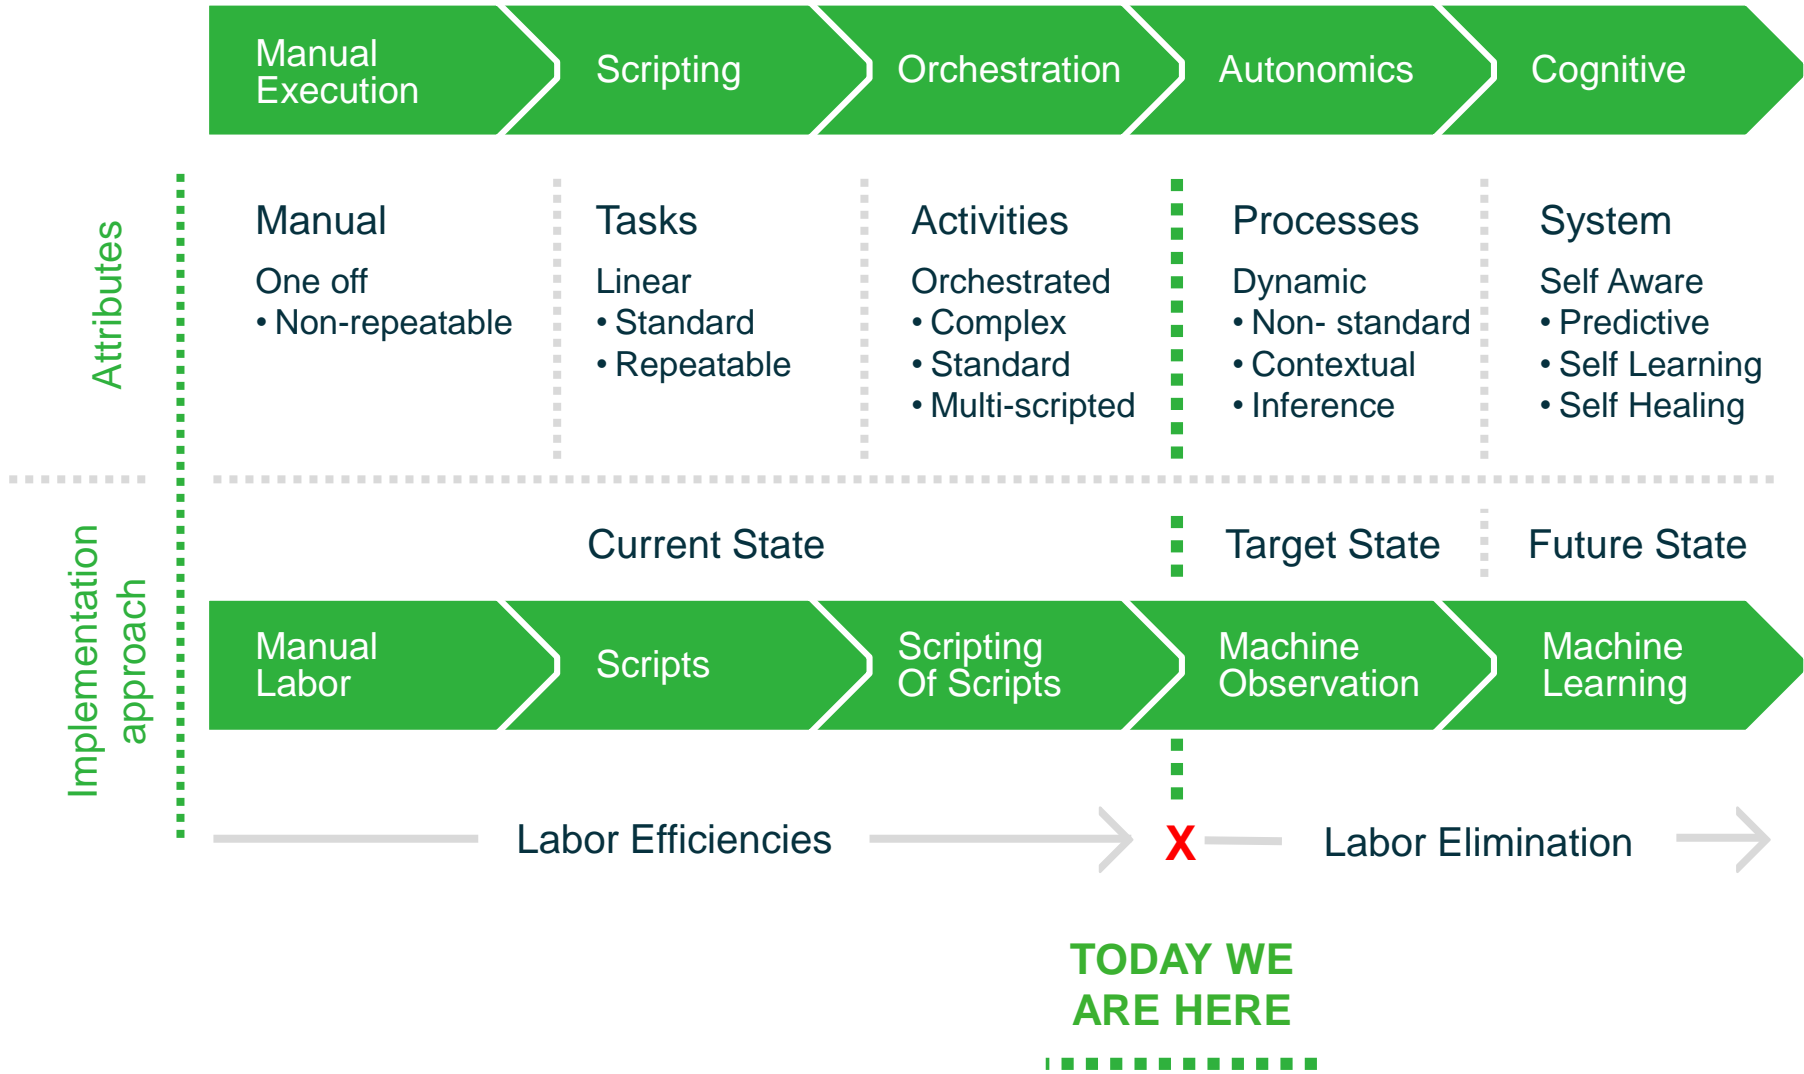 Manual
Execution
Scripting
Orchestration
Autonomics
Cognitive
Attributes
Manual
One off
• Non-repeatable
Tasks
Linear
• Standard
• Repeatable
Activities
Orchestrated
• Complex
• Standard
• Multi-scripted
Processes
Dynamic
• Non- standard
• Contextual
• Inference
System
Self Aware
• Predictive
• Self Learning
• Self Healing
Implementation
approach
Current State
Target State
Future State
Manual
Labor
Scripts
Scripting
Of Scripts
Machine
Observation
Machine
Learning
Labor Efficiencies
X
Labor Elimination
TODAY WE
ARE HERE